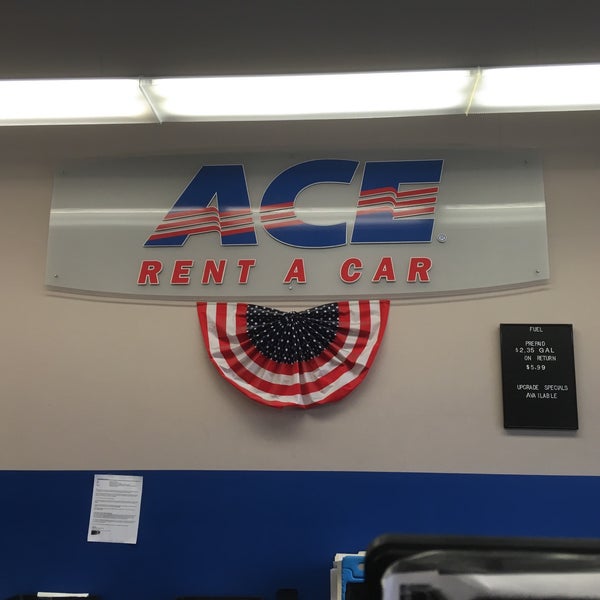 ACE®
RENT A CAR
FUEL
PREPAID
$2.35 GAL
ON RETURN
$5.99
UPGRADE SPECIALS
AVAILABLE